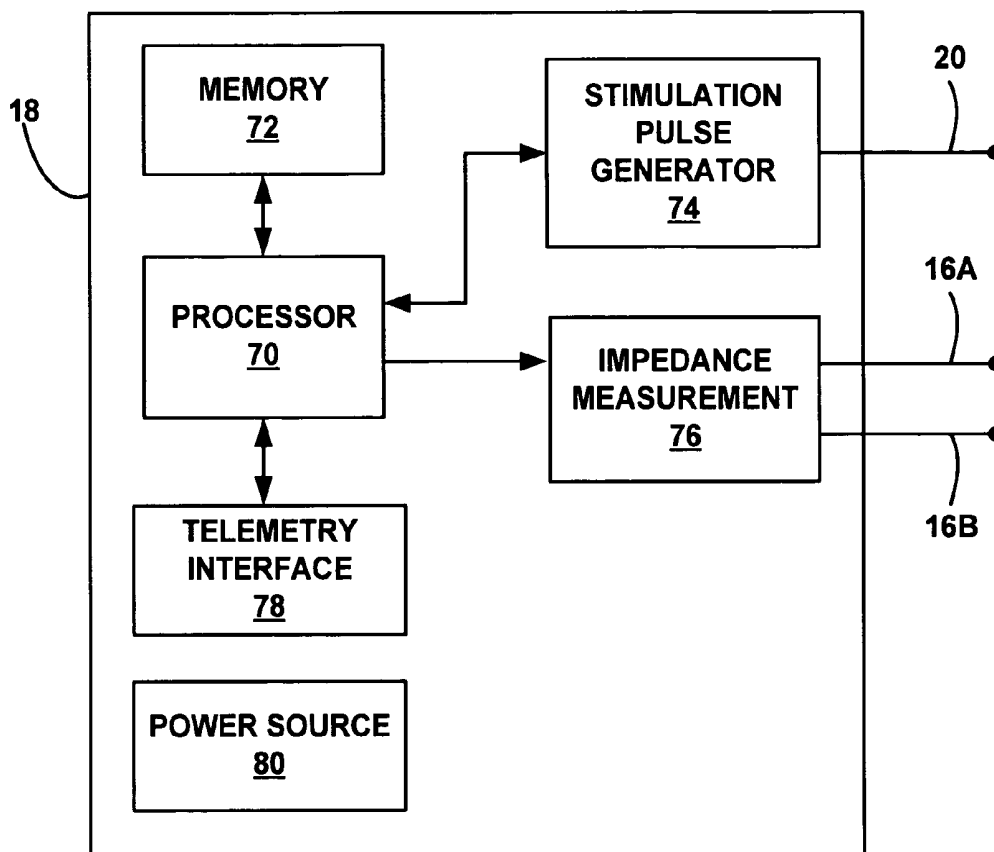 18
MEMORY
72
PROCESSOR
70
TELEMETRY
INTERFACE
78
POWER SOURCE
80
STIMULATION
PULSE
GENERATOR
74
IMPEDANCE
MEASUREMENT
76
20
16A
16B